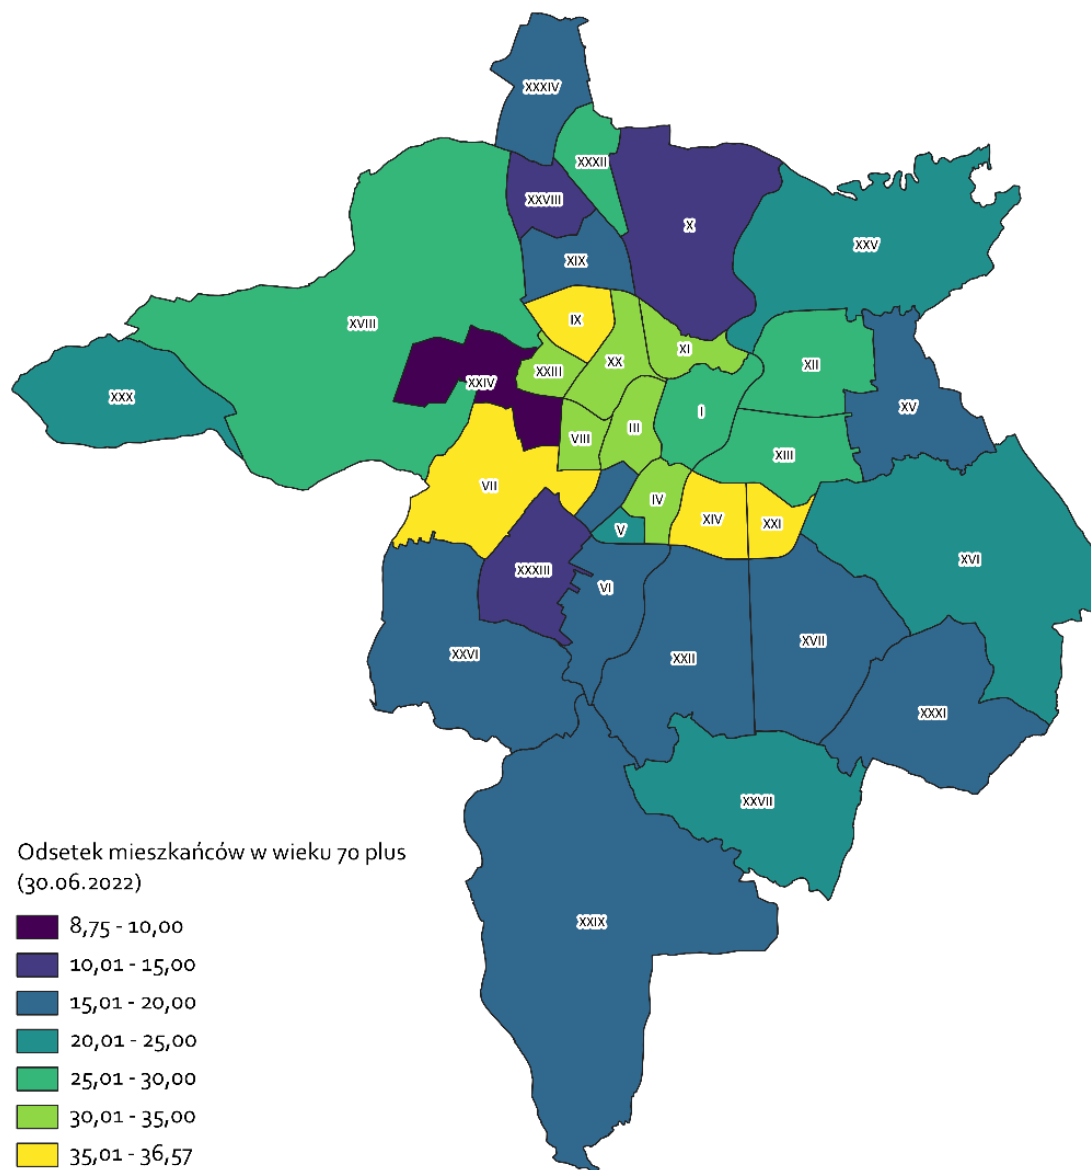 XXXIV
XXXII
XXVIII
X
XXV
XIX
XVIII
IX
XI
XX
XII
XXIII
XXX
XXIV
XV
I
III
VIII
XIII
VII
IV
XIV
XXI
V
XVI
XXXIII
VI
XXVI
XXII
XVII
XXXI
XXVII
XXIX
Odsetek mieszkańców w wieku 70 plus
(30.06.2022)
8,75 - 10,00
10,01 - 15,00
15,01 - 20,00
20,01 - 25,00
25,01 - 30,00
30,01 - 35,00
35,01 - 36,57